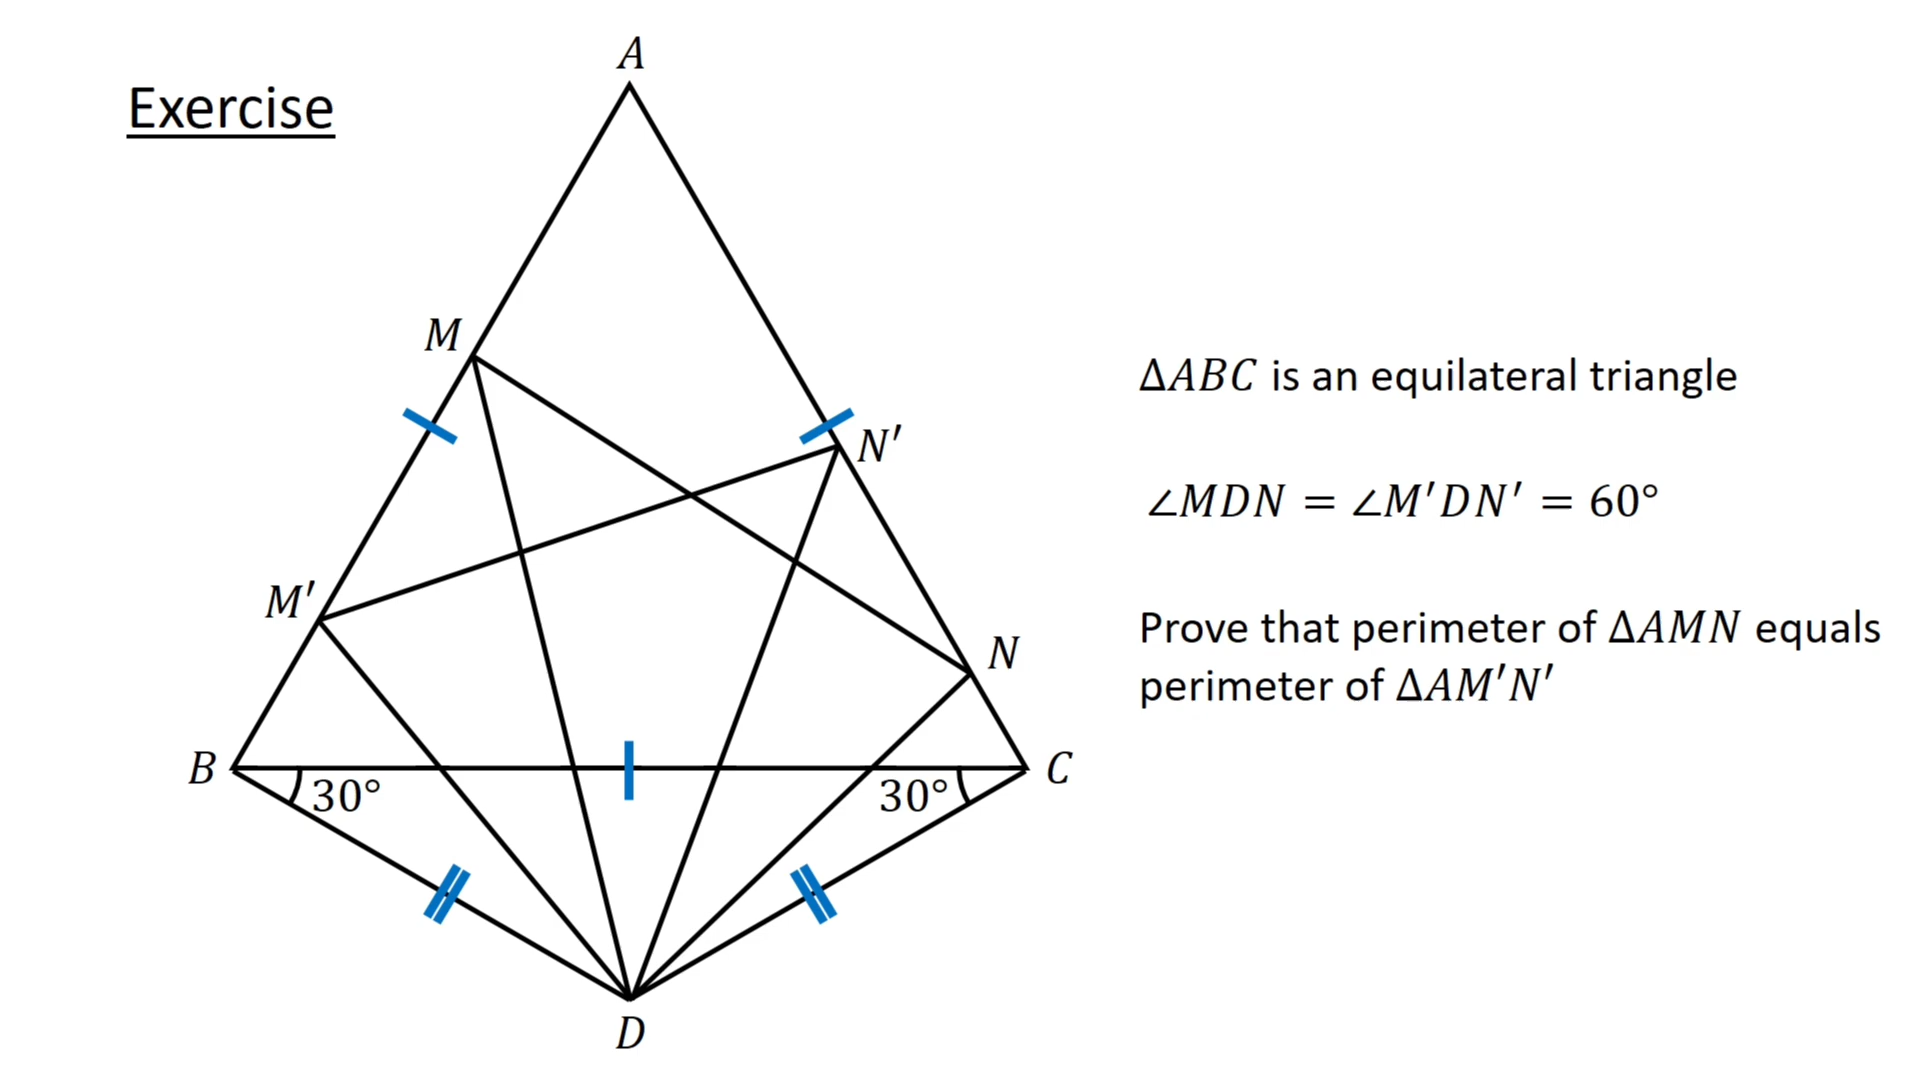 A
Exercise
M
N′
ΔABC is an equilateral triangle
∠MDN = ∠M′DN′ = 60°
M′
Prove that perimeter of ΔAMN equals
perimeter of ΔAM′N′
N
B
C
30°
30°
D